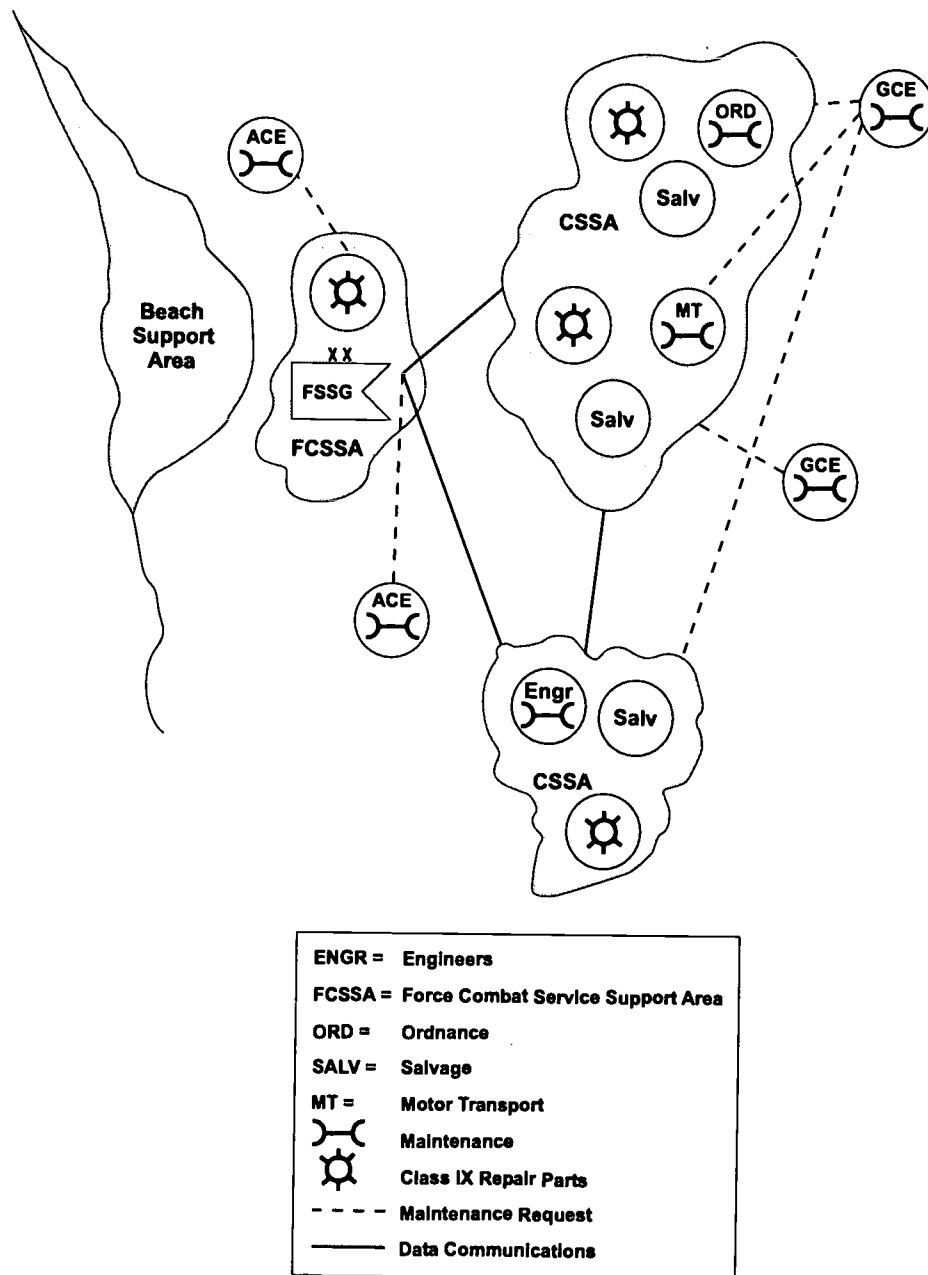 ACE
ORD
GCE
Salv
CSSA
Beach
Support
Area
XX
FSSG
FCSSA
MT
Salv
GCE
ACE
Engr
Salv
CSSA
ENGR = Engineers
FCSSA = Force Combat Service Support Area
ORD = Ordnance
SALV = Salvage
MT = Motor Transport
Maintenance
Class IX Repair Parts
Maintenance Request
Data Communications